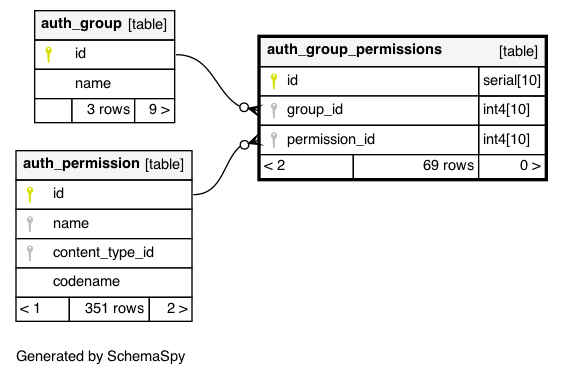 auth_group [table]
id
name
3 rows 9 >
auth_group_permissions [table]
id serial[10]
group_id int4[10]
permission_id int4[10]
< 2 69 rows 0 >
auth_permission [table]
id
name
content_type_id
codename
< 1 351 rows 2 >
Generated by SchemaSpy